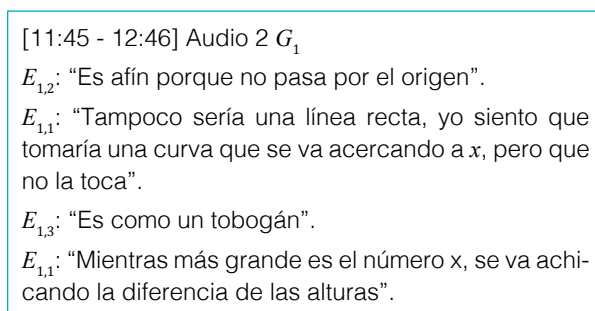 [11:45 - 12:46] Audio 2 G₁
E₁,₂: “Es afín porque no pasa por el origen”.
E₁,₁: “Tampoco sería una línea recta, yo siento que
tomaría una curva que se va acercando a x, pero que
no la toca”.
E₁,₃: “Es como un tobogán”.
E₁,₁: “Mientras más grande es el número x, se va achi-
cando la diferencia de las alturas”.